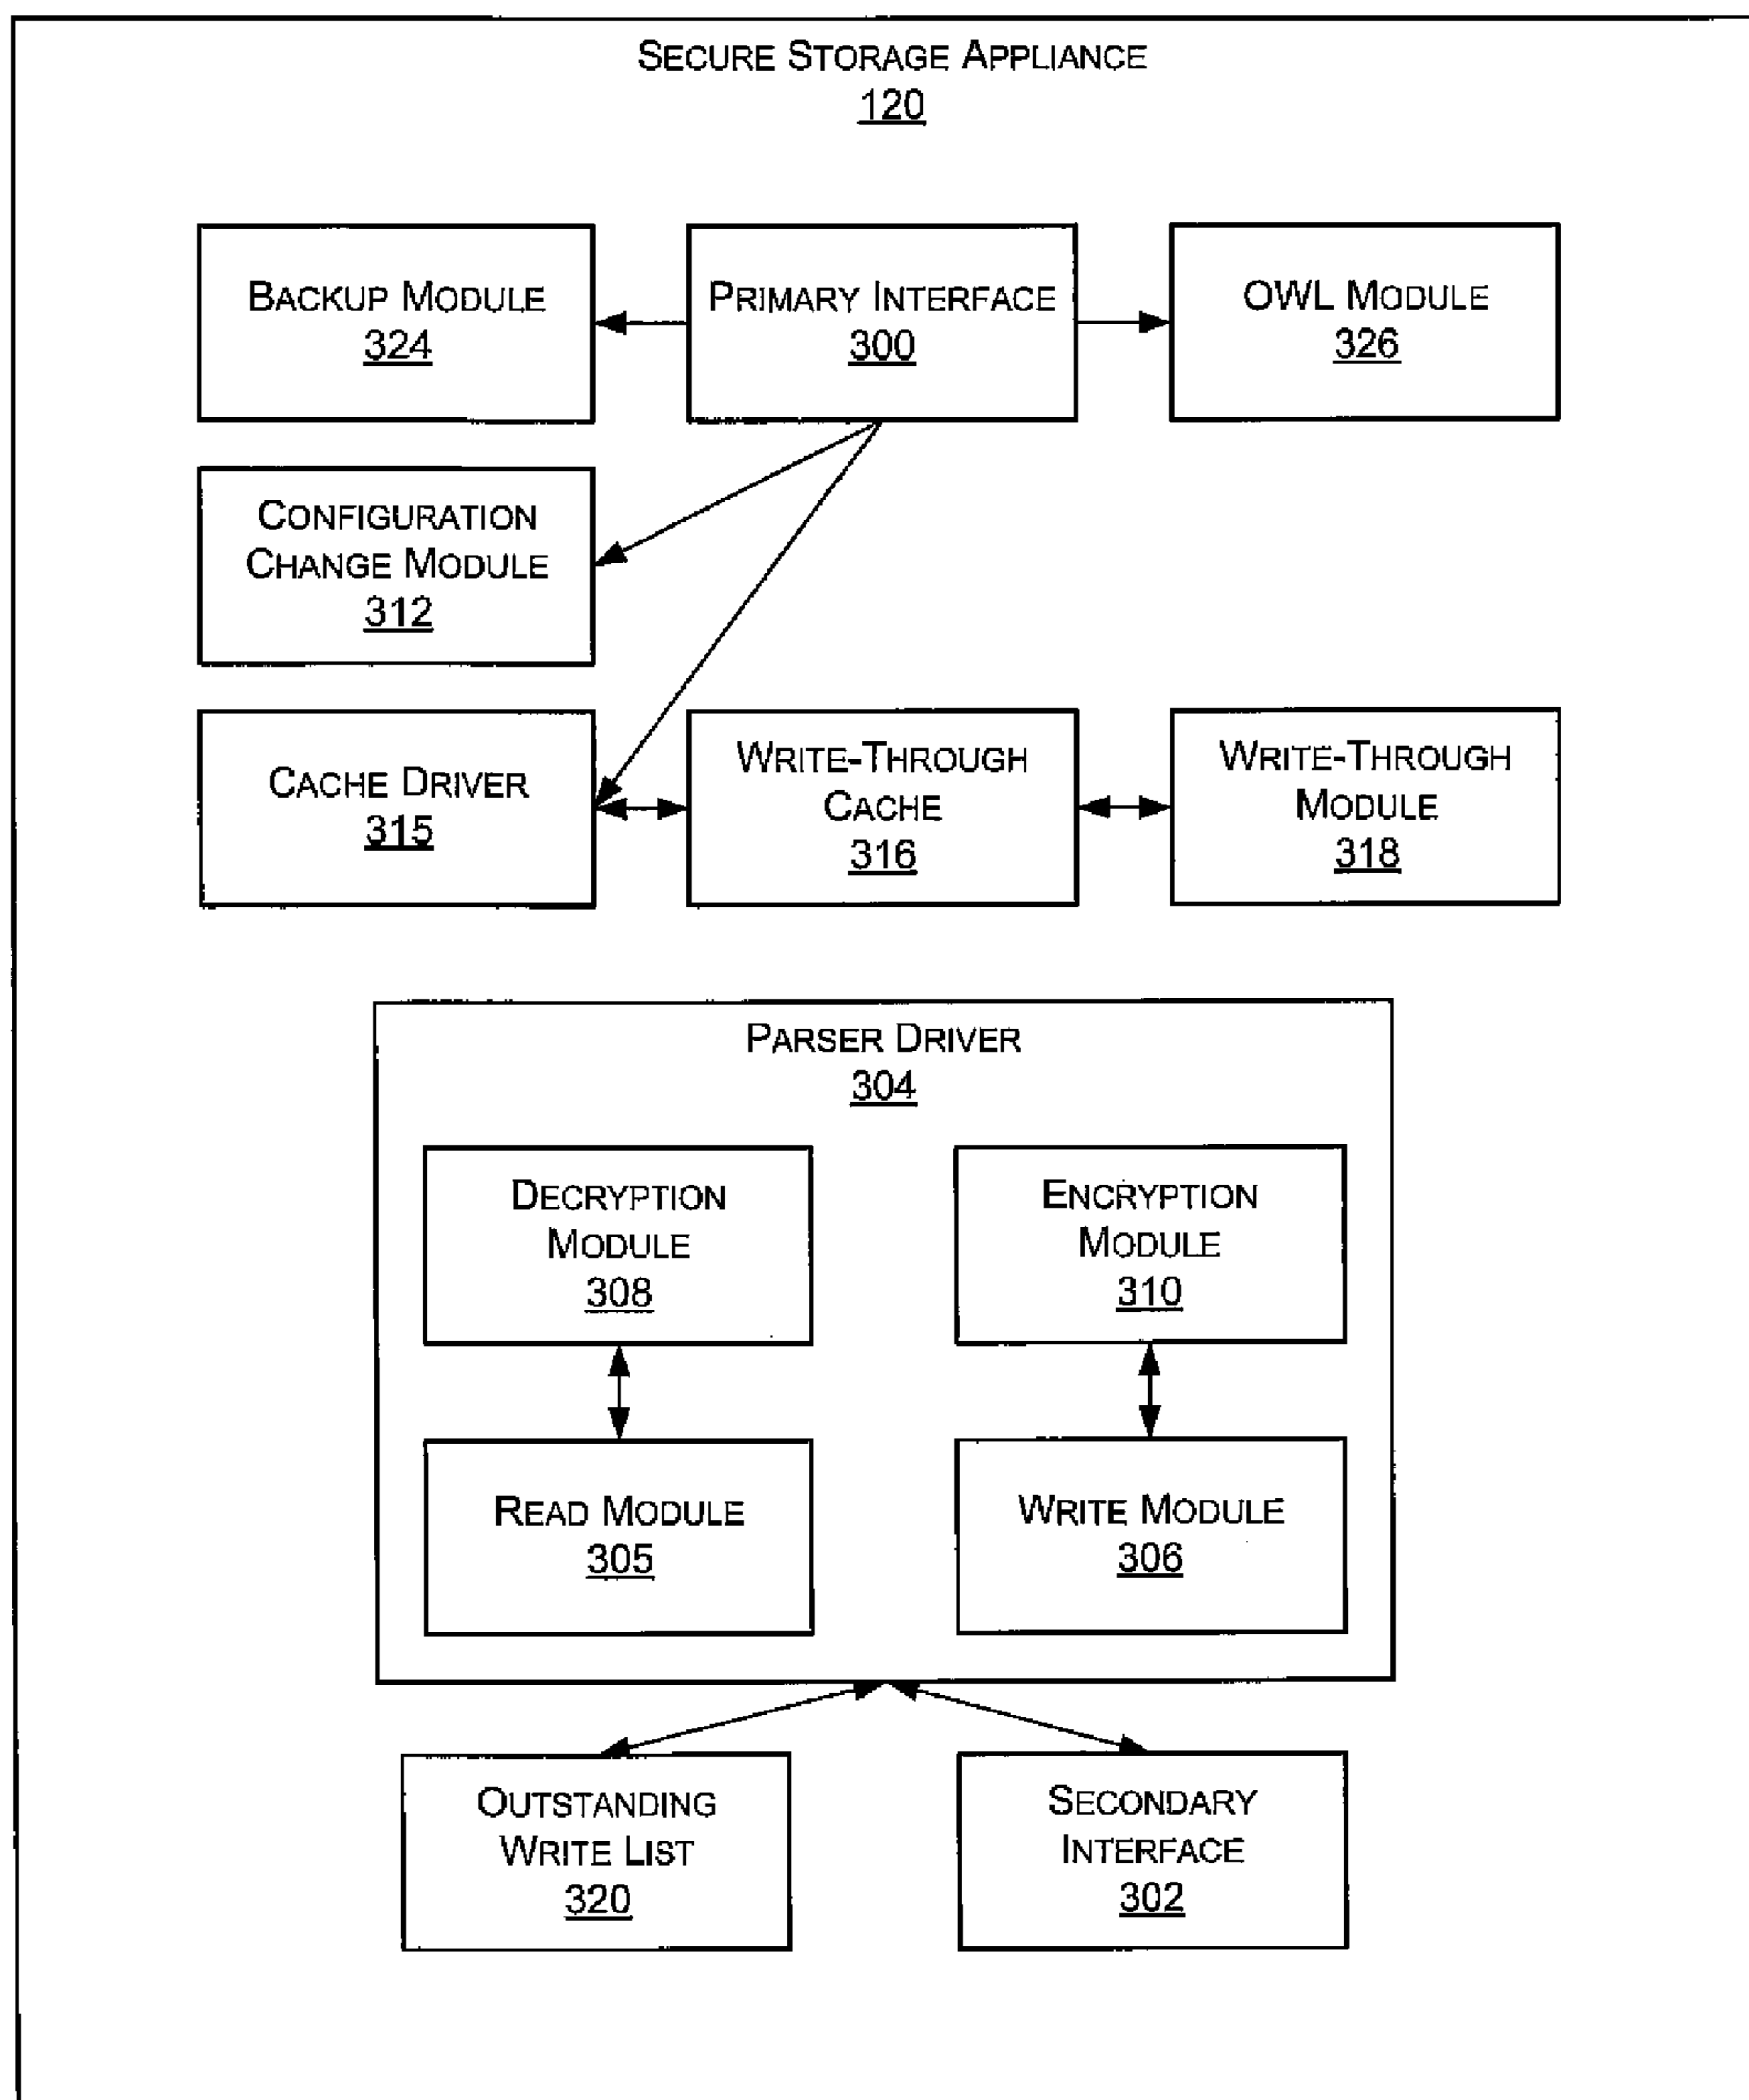 SECURE STORAGE APPLIANCE
120
BACKUP MODULE
324
PRIMARY INTERFACE
300
OWL MODULE
326
CONFIGURATION
CHANGE MODULE
312
CACHE DRIVER
315
WRITE-THROUGH
CACHE
316
WRITE-THROUGH
MODULE
318
PARSER DRIVER
304
DECRYPTION
MODULE
308
ENCRYPTION
MODULE
310
READ MODULE
305
WRITE MODULE
306
OUTSTANDING
WRITE LIST
320
SECONDARY
INTERFACE
302